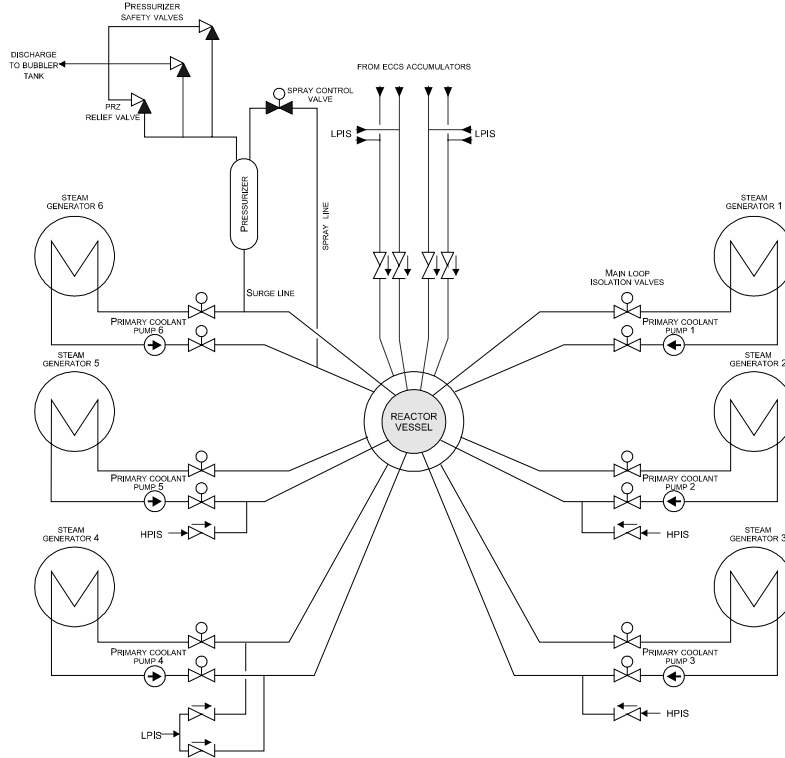 PRESSURIZER
SAFETY VALVES
DISCHARGE
TO BUBBLER
TANK
PRZ
RELIEF VALVE
SPRAY CONTROL
VALVE
FROM ECCS ACCUMULATORS
LPIS
LPIS
PRESSURIZER
SPRAY LINE
STEAM
GENERATOR 6
STEAM
GENERATOR 1
SURGE LINE
MAIN LOOP
ISOLATION VALVES
PRIMARY COOLANT
PUMP 6
PRIMARY COOLANT
PUMP 1
STEAM
GENERATOR 5
STEAM
GENERATOR 2
REACTOR
VESSEL
PRIMARY COOLANT
PUMP 5
PRIMARY COOLANT
PUMP 2
HPIS
HPIS
STEAM
GENERATOR 4
STEAM
GENERATOR 3
PRIMARY COOLANT
PUMP 4
PRIMARY COOLANT
PUMP 3
HPIS
LPIS